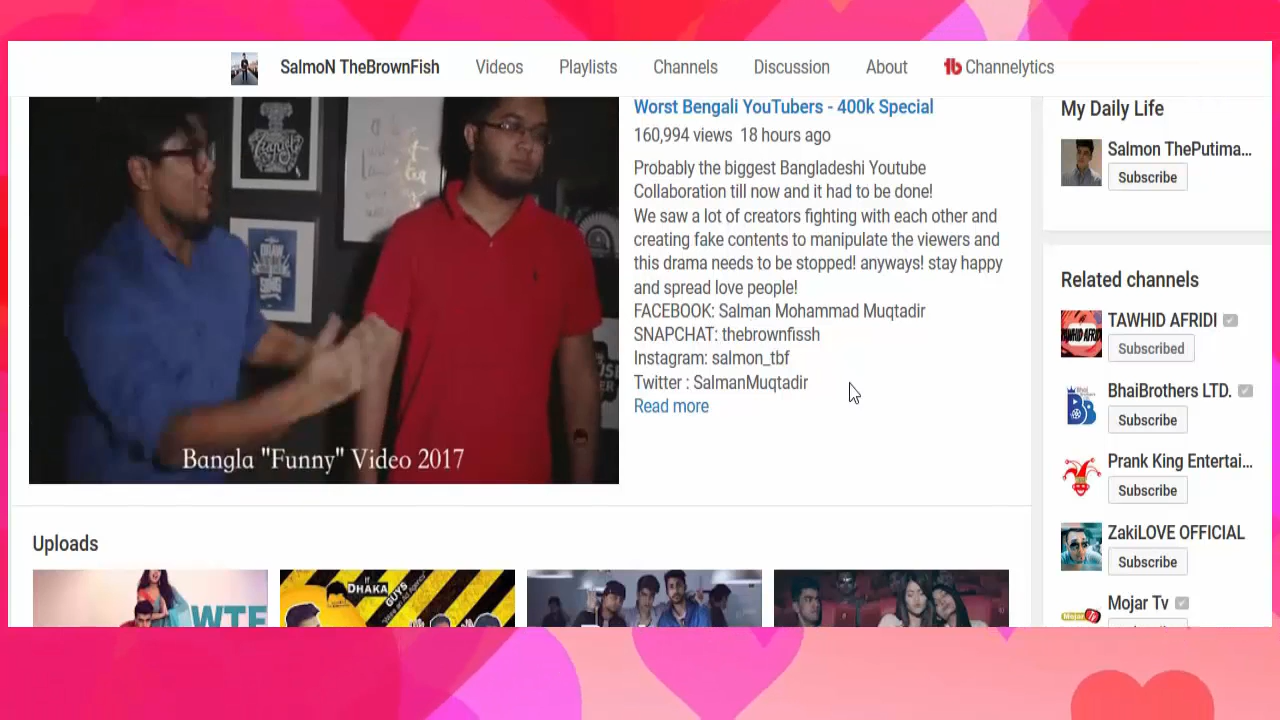 SalmoN TheBrownFish Videos Playlists Channels Discussion About Channelytics
Worst Bengali YouTubers - 400k Special
160,994 views 18 hours ago
Probably the biggest Bangladeshi Youtube
Collaboration till now and it had to be done!
We saw a lot of creators fighting with each other and
creating fake contents to manipulate the viewers and
this drama needs to be stopped! anyways! stay happy
and spread love people!
FACEBOOK: Salman Mohammad Muqtadir
SNAPCHAT: thebrownfissh
Instagram: salmon_tbf
Twitter : SalmanMuqtadir
Read more
Bangla "Funny" Video 2017
My Daily Life
Salmon ThePutima...
Subscribe
Related channels
TAWHID AFRIDI
Subscribed
BhaiBrothers LTD.
Subscribe
Prank King Entertai...
Subscribe
ZakiLOVE OFFICIAL
Subscribe
Mojar Tv
Uploads
WTF
If
DHAKA
GUYS